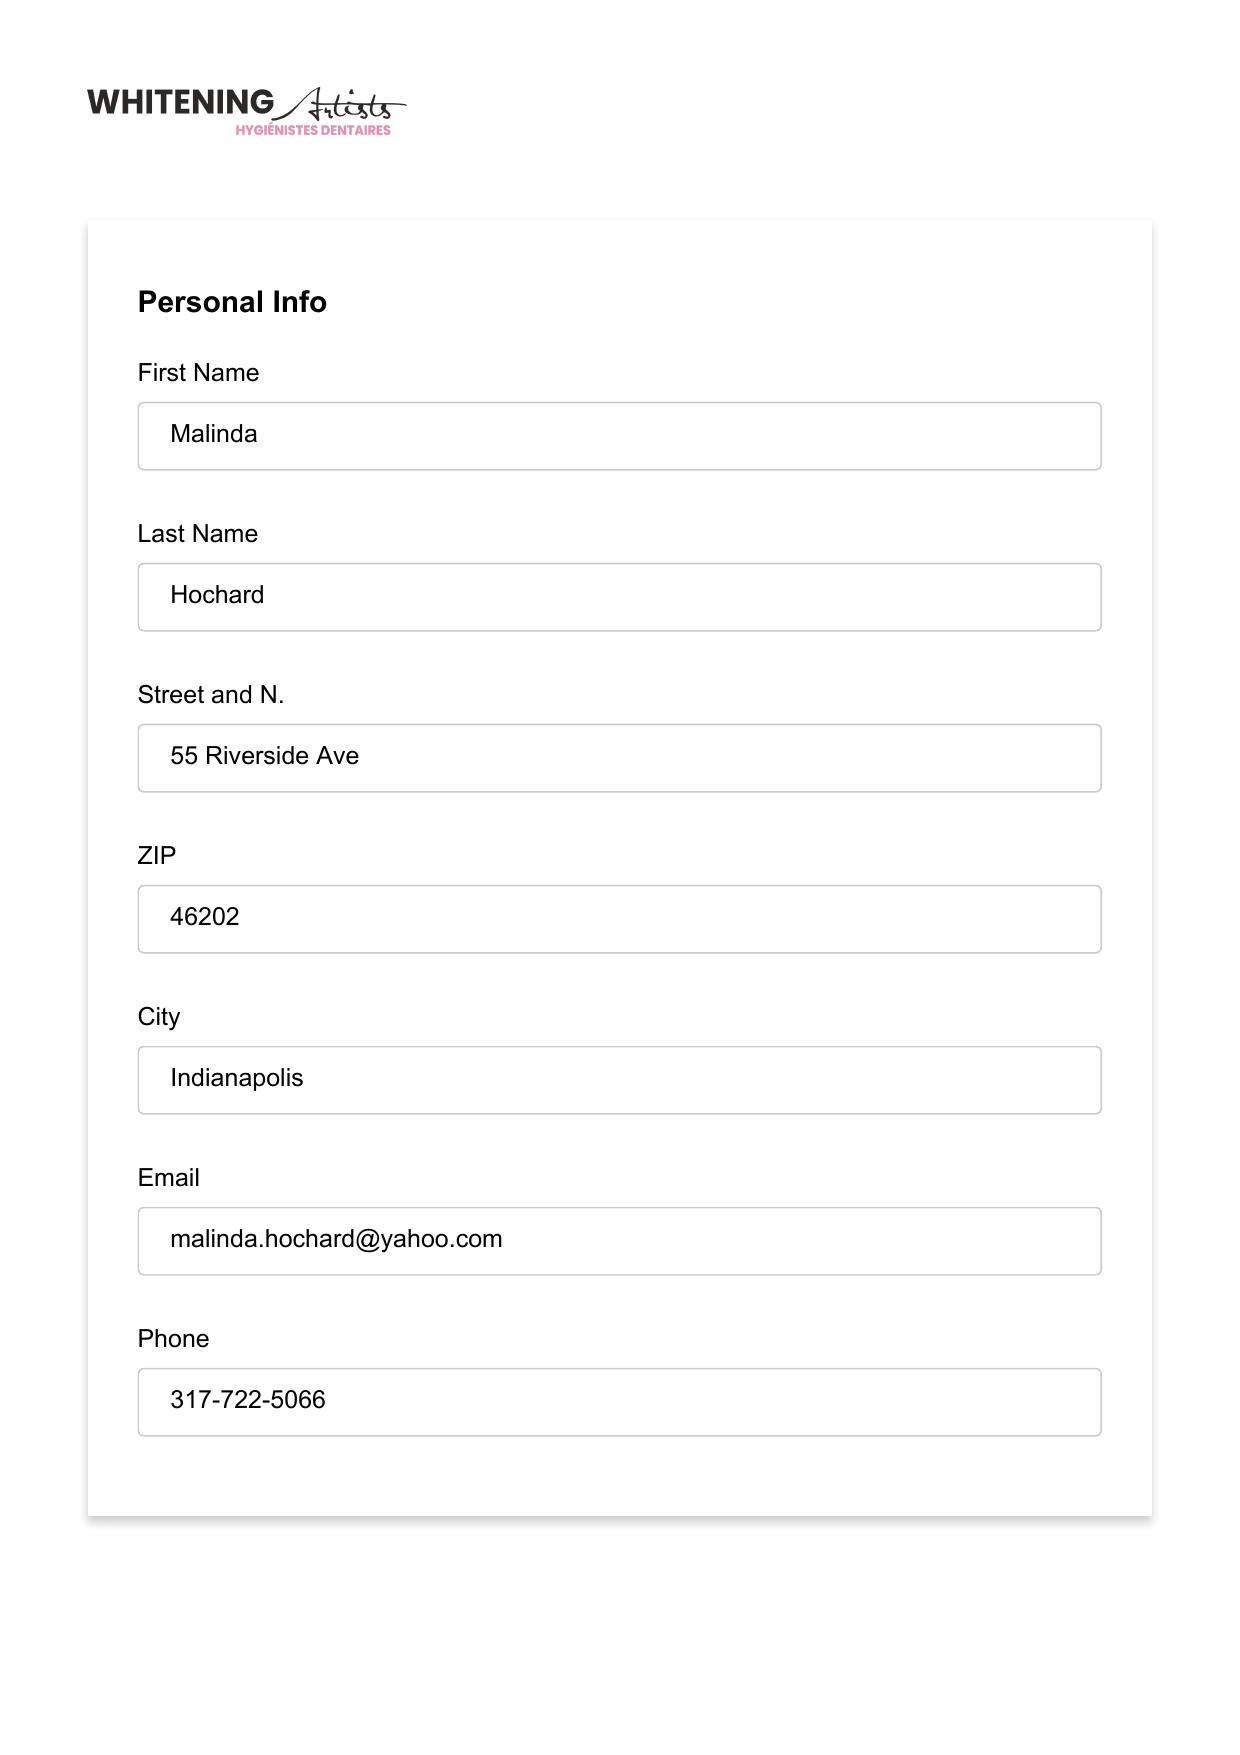 WHITENING Artists
HYGIÉNISTES DENTAIRES
Personal Info
First Name
Malinda
Last Name
Hochard
Street and N.
55 Riverside Ave
ZIP
46202
City
Indianapolis
Email
malinda.hochard@yahoo.com
Phone
317-722-5066